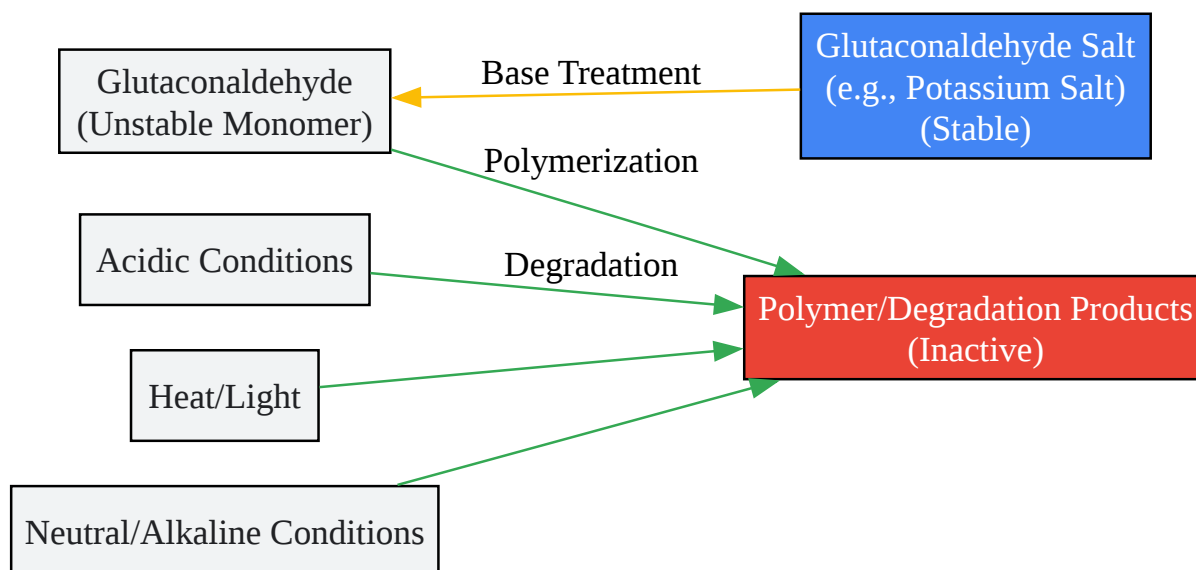 Glutaconaldehyde
(Unstable Monomer)
Base Treatment
Glutaconaldehyde Salt
(e.g., Potassium Salt)
(Stable)
Polymerization
Acidic Conditions
Degradation
Polymer/Degradation Products
(Inactive)
Heat/Light
Neutral/Alkaline Conditions